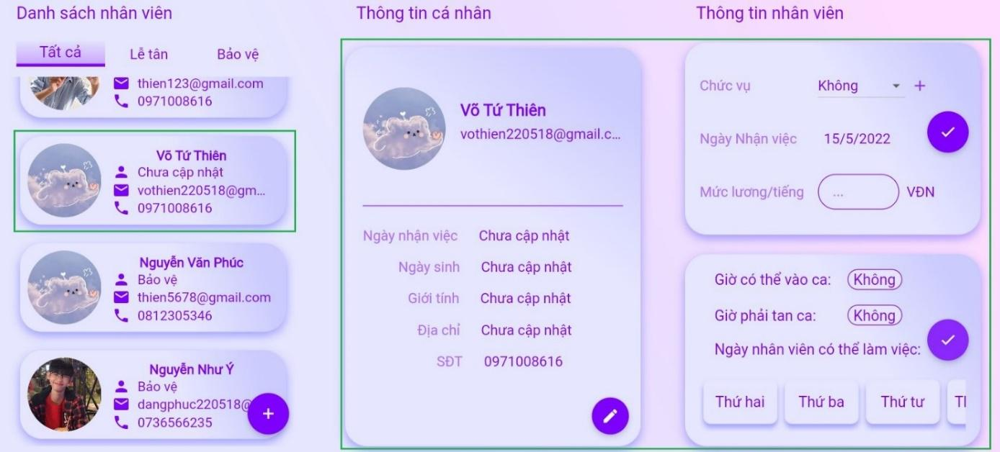 Danh sách nhân viên
Tất cả
Lễ tân
Bảo vệ
thien123@gmail.com
0971008616
Võ Tứ Thiên
Chưa cập nhật
vothien220518@gm...
0971008616
Nguyễn Văn Phúc
Bảo vệ
thien5678@gmail.com
0812305346
Nguyễn Như Ý
Bảo vệ
dangphuc220518@
0736566235
+
Thông tin cá nhân
Võ Tứ Thiên
vothien220518@gmail.c...
Ngày nhận việc Chưa cập nhật
Ngày sinh Chưa cập nhật
Giới tính Chưa cập nhật
Địa chỉ Chưa cập nhật
SĐT 0971008616
Thông tin nhân viên
Chức vụ Không +
Ngày Nhận việc 15/5/2022
Mức lương/tiếng ... VĐN
Giờ có thể vào ca: Không
Giờ phải tan ca: Không
Ngày nhân viên có thể làm việc:
Thứ hai Thứ ba Thứ tư